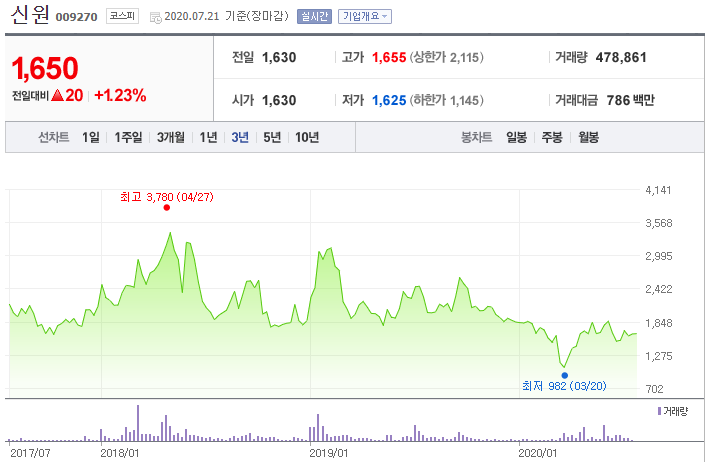 신원 009270 코스피 2020.07.21 기준(장마감) 실시간 기업개요
1,650
전일대비 ▲20 +1.23%
전일 1,630 고가 1,655 (상한가 2,115) 거래량 478,861
시가 1,630 저가 1,625 (하한가 1,145) 거래대금 786 백만
선차트 1일 1주일 3개월 1년 3년 5년 10년 봉차트 일봉 주봉 월봉
최고 3,780 (04/27)
4,141
3,568
2,995
2,422
1,848
1,275
702
최저 982 (03/20)
거래량
2017/07 2018/01 2019/01 2020/01